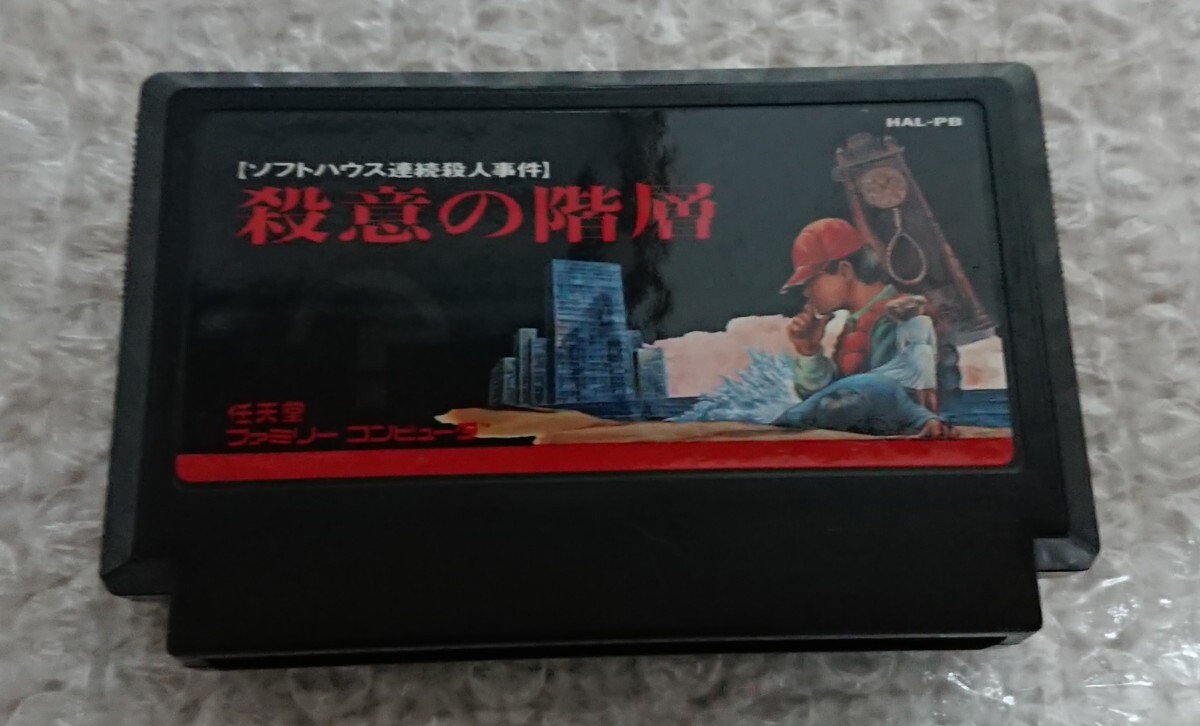 HAL-PB
【ソフトハウス連続殺人事件】
殺意の階層
任天堂
ファミリーコンピュータ